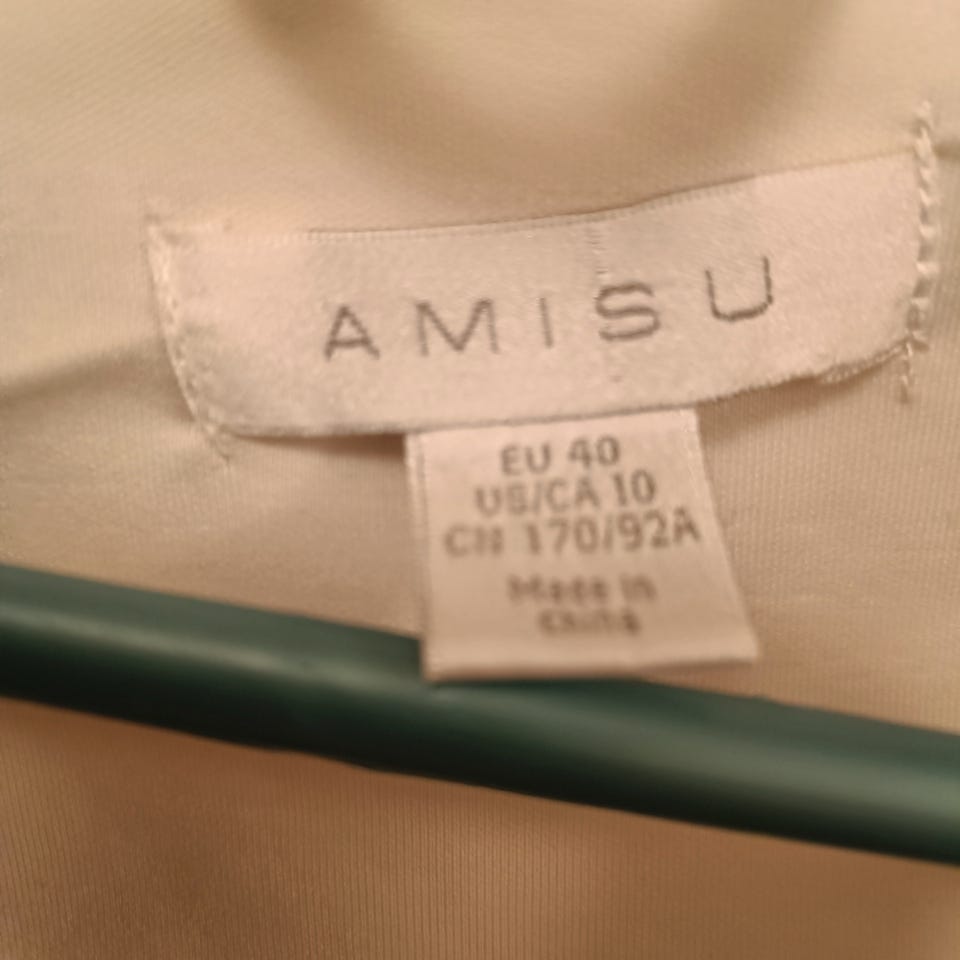 AMISU
EU 40
US/CA 10
CN 170/92A
Made in
China